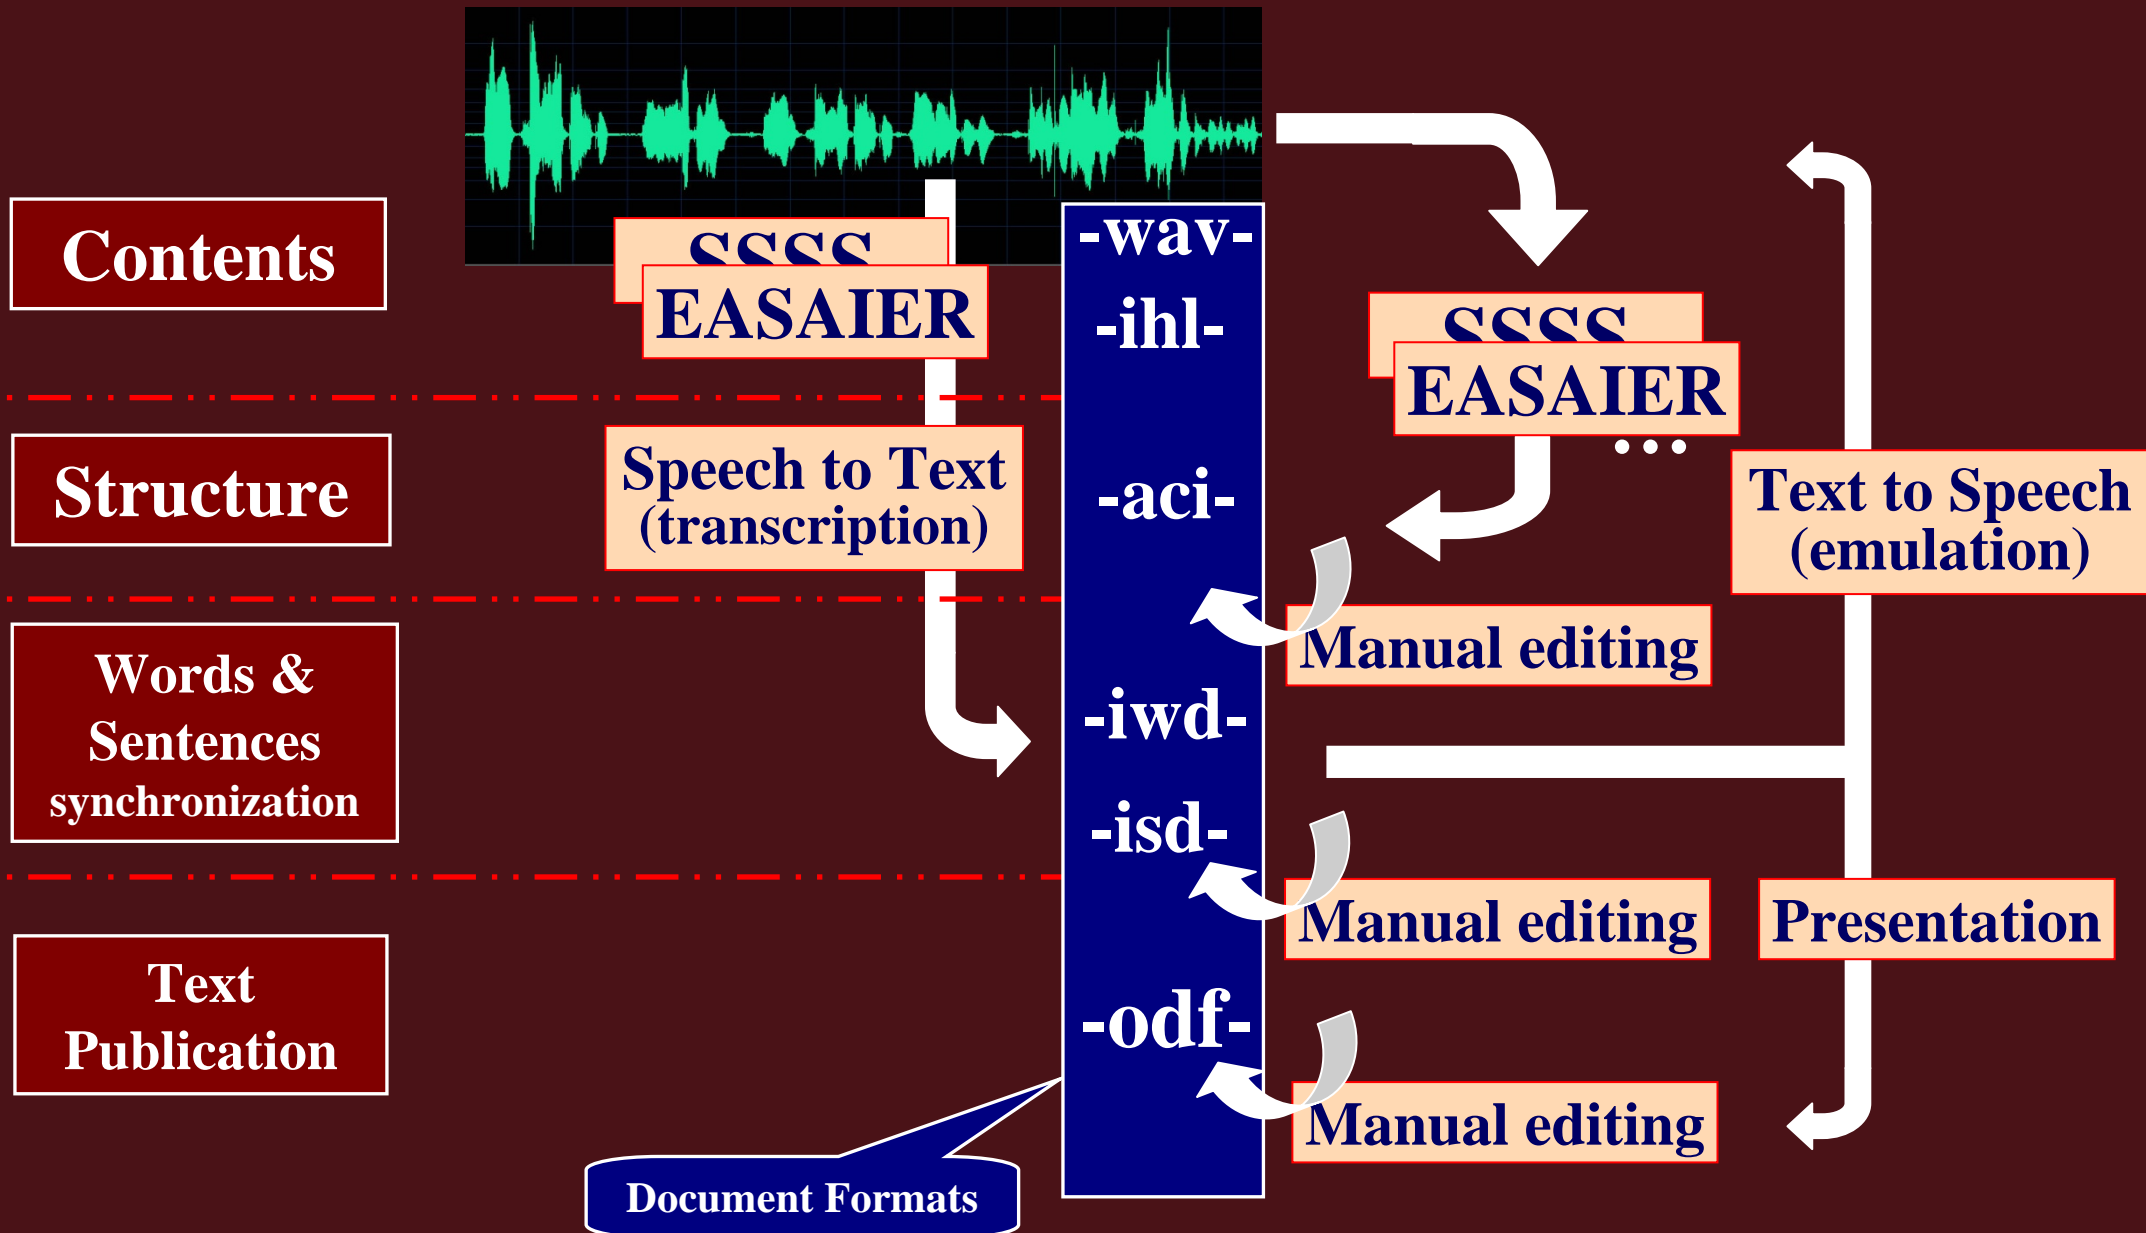 Contents
Structure
Words &
Sentences
synchronization
Text
Publication
SSSS
EASAIER
Speech to Text
(transcription)
-wav-
-ihl-
-aci-
-iwd-
-isd-
-odf-
Document Formats
SSSS
EASAIER
...
Manual editing
Manual editing
Manual editing
Text to Speech
(emulation)
Presentation